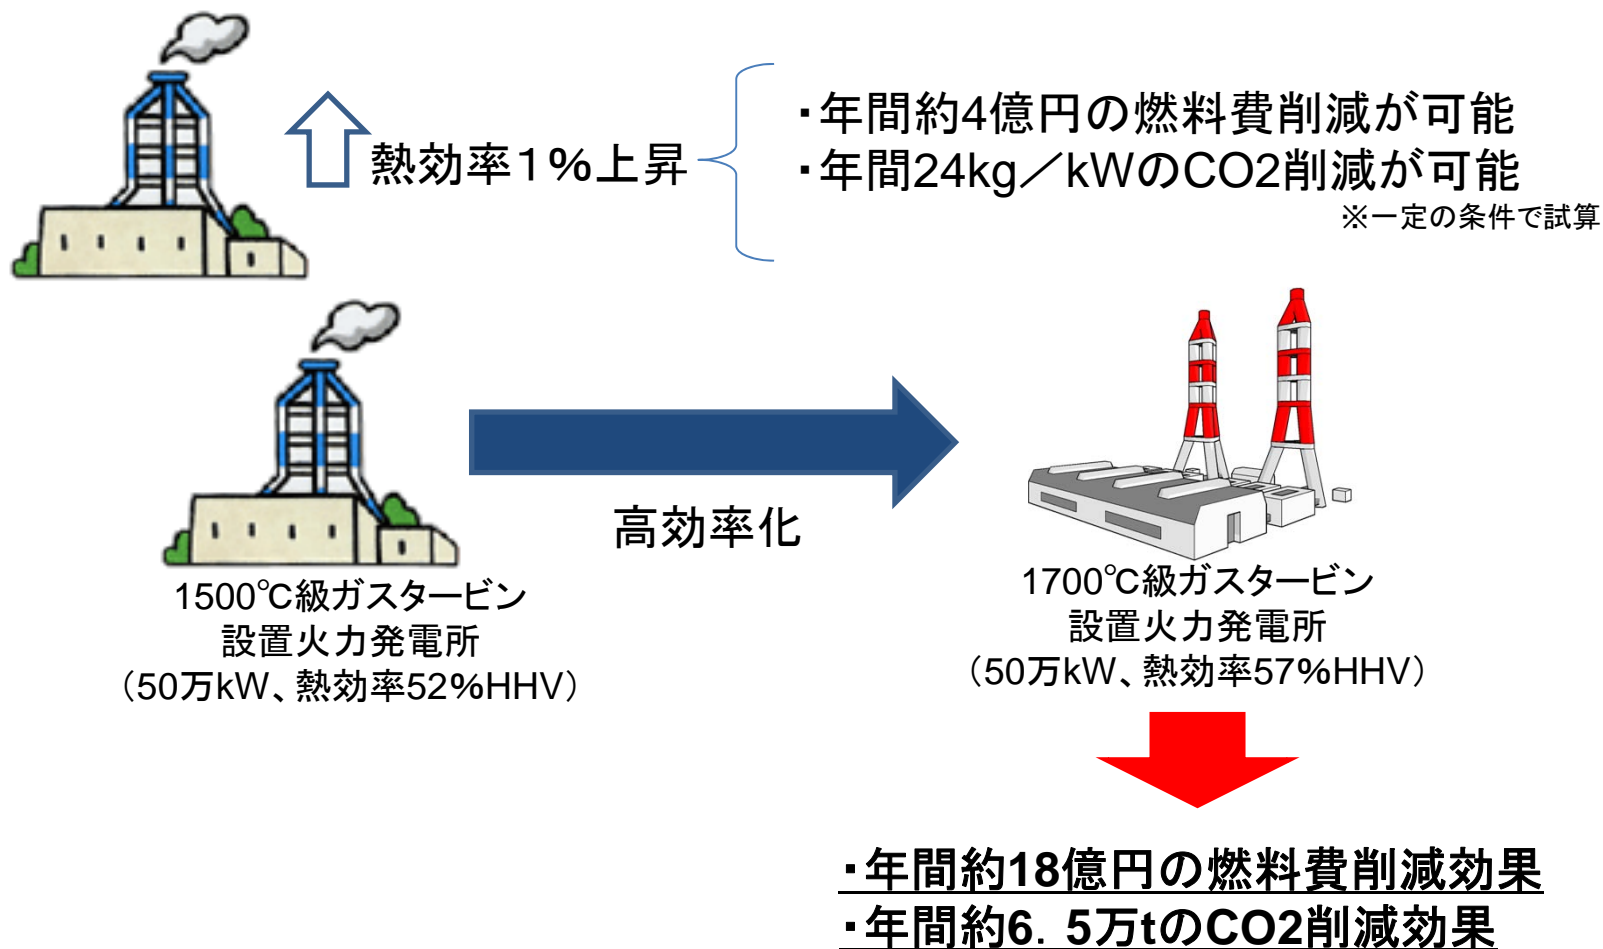 熱効率1%上昇
・年間約4億円の燃料費削減が可能
・年間24kg／kWのCO2削減が可能
※一定の条件で試算
高効率化
1500℃級ガスタービン
設置火力発電所
（50万kW、熱効率52%HHV）
1700℃級ガスタービン
設置火力発電所
（50万kW、熱効率57%HHV）
・年間約18億円の燃料費削減効果
・年間約6．5万tのCO2削減効果